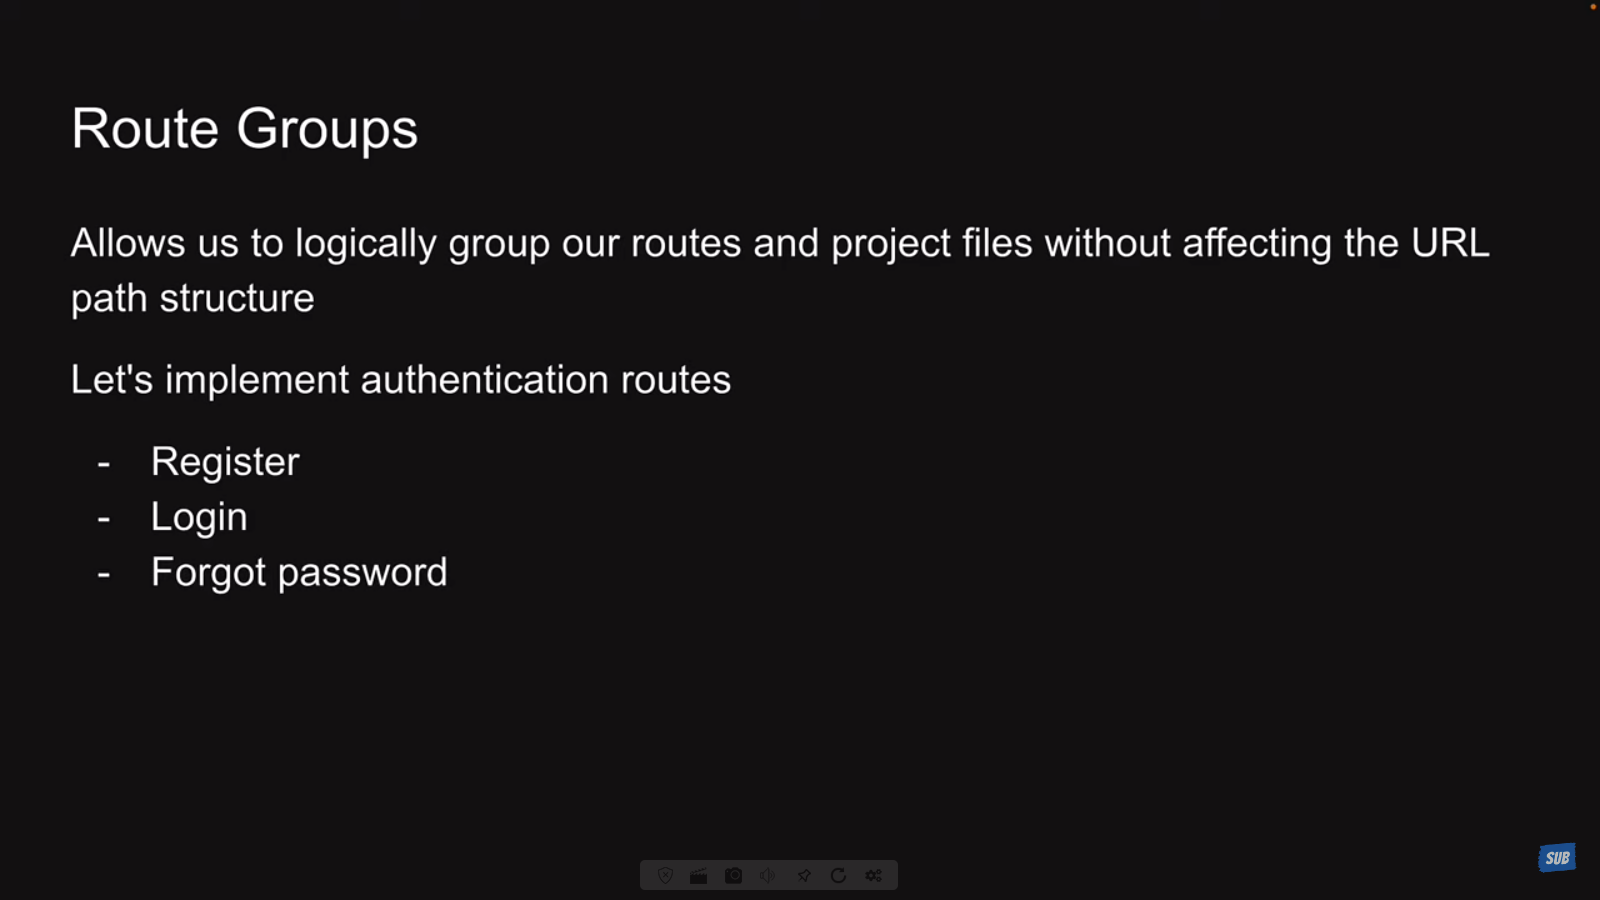 Route Groups
Allows us to logically group our routes and project files without affecting the URL
path structure
Let's implement authentication routes
- Register
- Login
- Forgot password
SUB